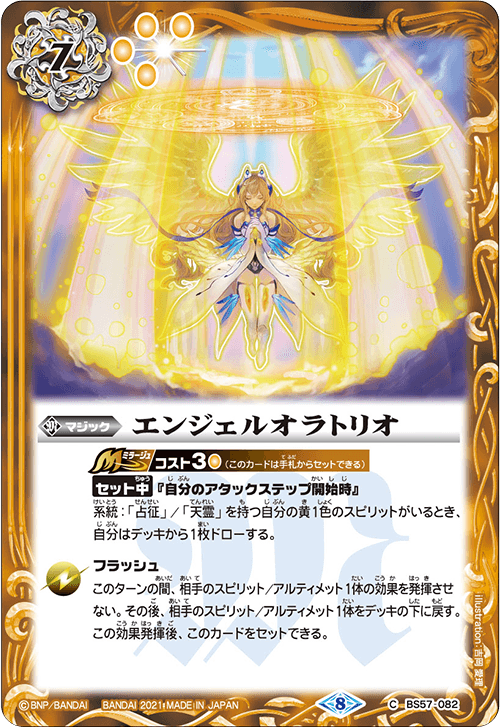 7
マジック エンジェルオラトリオ
ミラージュ コスト3 (このカードは手札からセットできる)
セット中 『自分のアタックステップ開始時』
系統:「占征」/「天霊」を持つ自分の黄1色のスピリットがいるとき、
自分はデッキから1枚ドローする。
フラッシュ
このターンの間、相手のスピリット/アルティメット1体の効果を発揮させ
ない。その後、相手のスピリット/アルティメット1体をデッキの下に戻す。
この効果発揮後、このカードをセットできる。
illustration:吉岡 愛理
©BNP/BANDAI BANDAI 2021 MADE IN JAPAN 8 C BS57-082